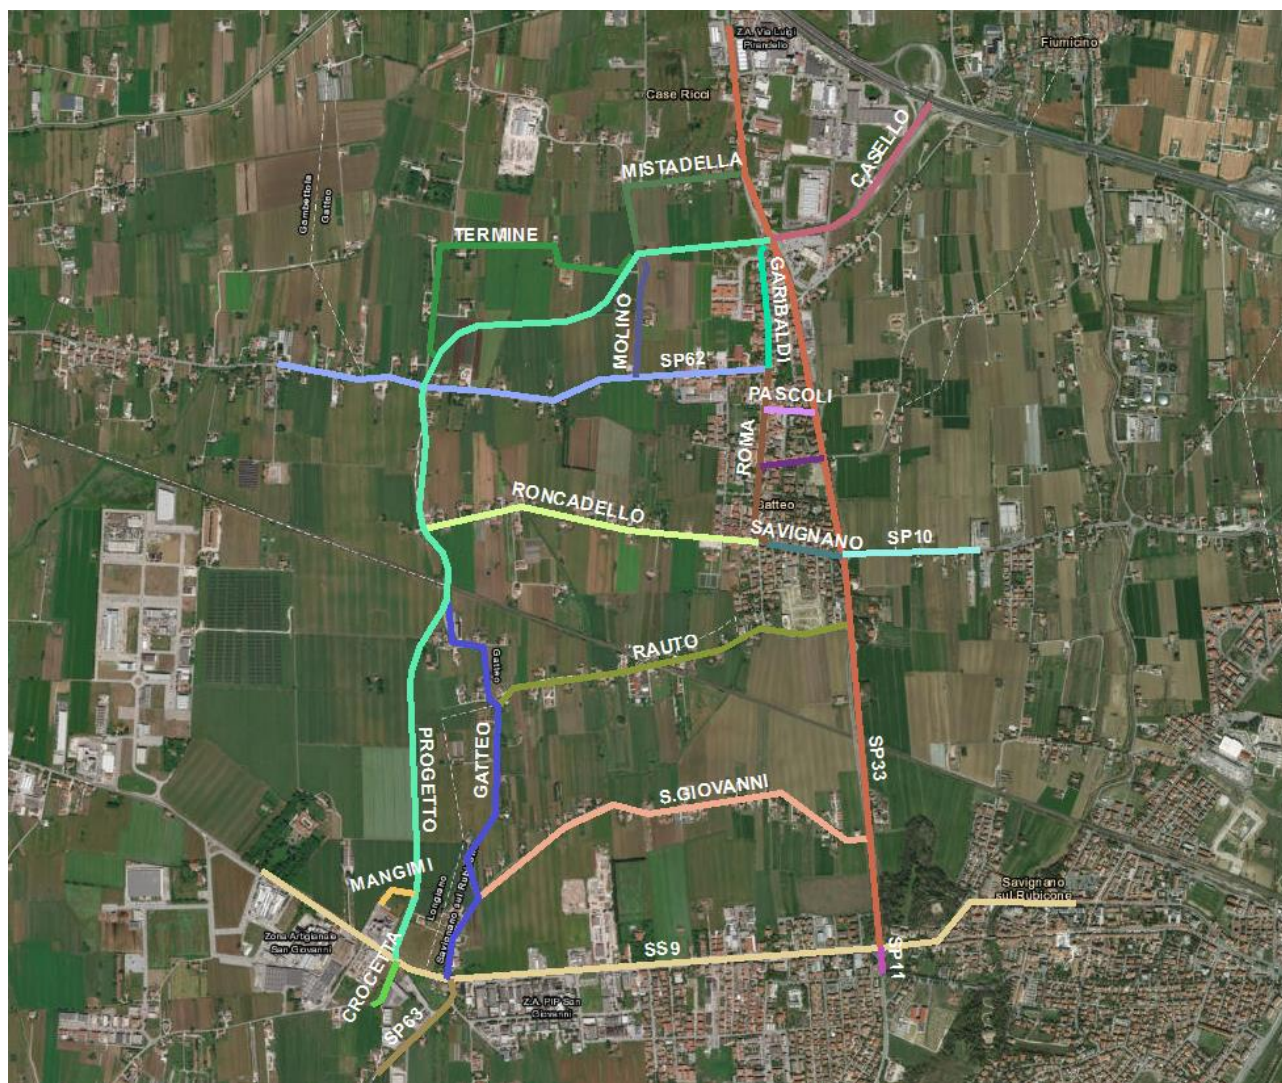 Z.A. Via Luigi
Pirandello
Fiumicino
Case Ricci
CASELLO
MISTADELLA
Gambettola
Gatteo
TERMINE
GARIBALDI
MOLINO
SP62
PASCOLI
ROMA
RONCADELLO
Gatteo
SAVIGNANO
SP10
RAUTO
Gatteo
PROGETTO
GATTEO
SP33
S.GIOVANNI
MANGIMI
Longiano
Savignano sul Rubicone
Savignano
sul Rubicone
Zona Artigianale
San Giovanni
CROCETTA
SS9
SP11
SP63
Z.A. PIP San
Giovanni